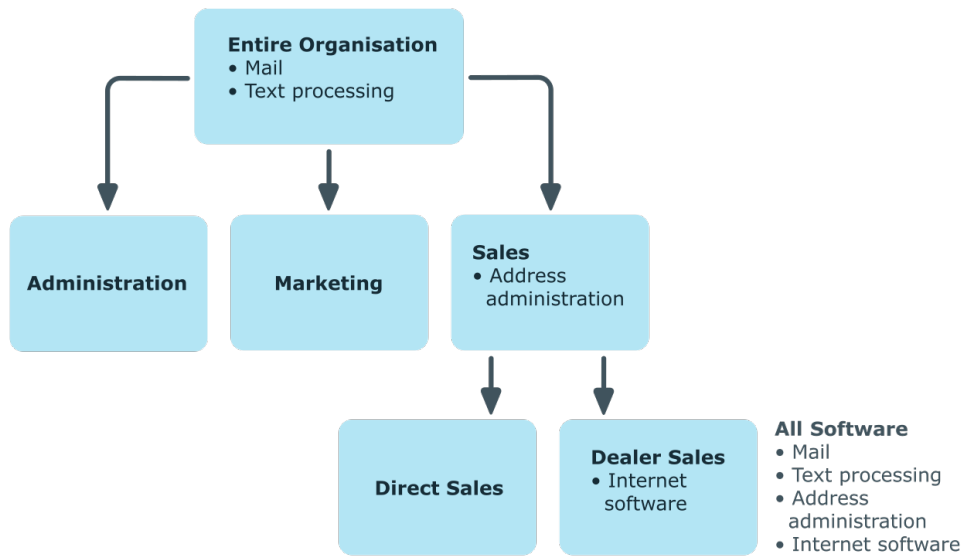 Entire Organisation
• Mail
• Text processing
Administration
Marketing
Sales
• Address
administration
Direct Sales
Dealer Sales
• Internet
software
All Software
• Mail
• Text processing
• Address
administration
• Internet software